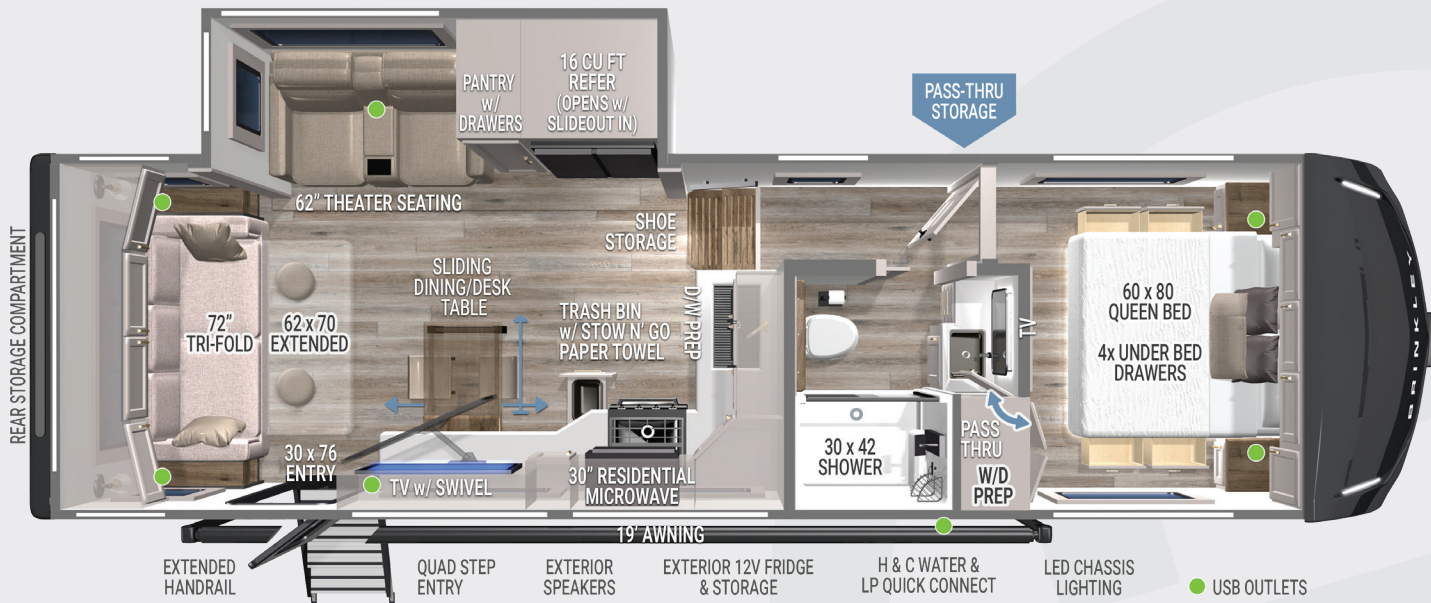 16 CU FT
REFER
(OPENS w/
SLIDEOUT IN)
PANTRY
w/
DRAWERS
PASS-THRU
STORAGE
62” THEATER SEATING
SHOE
STORAGE
REAR STORAGE COMPARTMENT
SLIDING
DINING/DESK
TABLE
TRASH BIN
w/ STOW N’ GO
PAPER TOWEL
D/W PREP
72”
TRI-FOLD
62 x 70
EXTENDED
TV
60 x 80
QUEEN BED
4x UNDER BED
DRAWERS
BRINKLEY
30 x 76
ENTRY
TV w/ SWIVEL
30” RESIDENTIAL
MICROWAVE
30 x 42
SHOWER
PASS
THRU
W/D
PREP
19’ AWNING
EXTENDED
HANDRAIL
QUAD STEP
ENTRY
EXTERIOR
SPEAKERS
EXTERIOR 12V FRIDGE
& STORAGE
H & C WATER &
LP QUICK CONNECT
LED CHASSIS
LIGHTING
USB OUTLETS